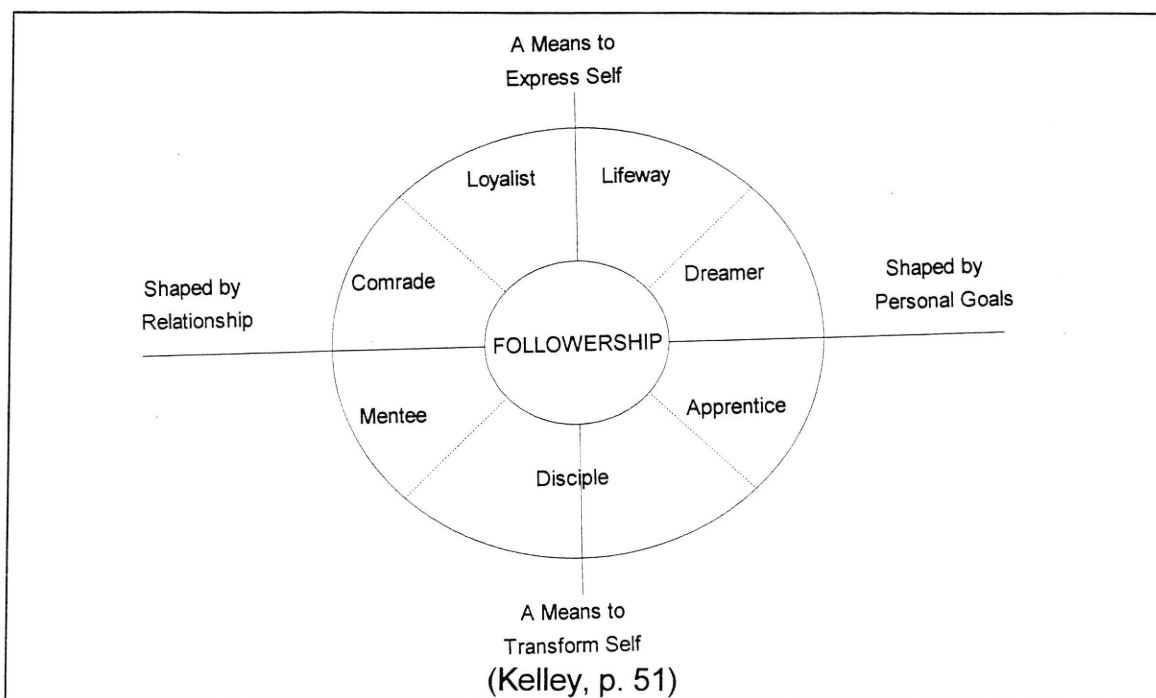 A Means to
Express Self
Loyalist
Lifeway
Comrade
Dreamer
Shaped by
Relationship
Shaped by
Personal Goals
FOLLOWERSHIP
Mentee
Apprentice
Disciple
A Means to
Transform Self
(Kelley, p. 51)